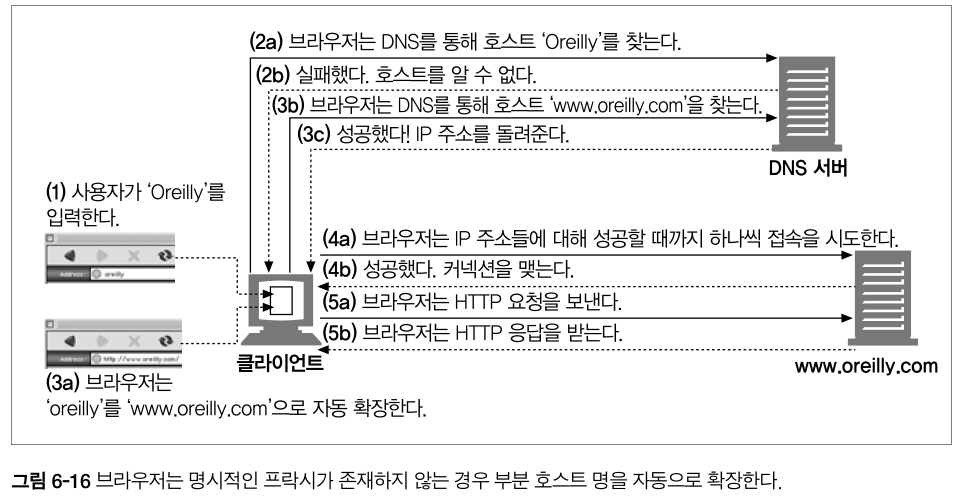 (2a) 브라우저는 DNS를 통해 호스트 ‘Oreilly’를 찾는다.
(2b) 실패했다. 호스트를 알 수 없다.
(3b) 브라우저는 DNS를 통해 호스트 ‘www.oreilly.com’을 찾는다.
(3c) 성공했다! IP 주소를 돌려준다.
DNS 서버
(1) 사용자가 ‘Oreilly’를
입력한다.
Address oreilly
(4a) 브라우저는 IP 주소들에 대해 성공할 때까지 하나씩 접속을 시도한다.
(4b) 성공했다. 커넥션을 맺는다.
(5a) 브라우저는 HTTP 요청을 보낸다.
(5b) 브라우저는 HTTP 응답을 받는다.
Address http://www.oreilly.com/
클라이언트
www.oreilly.com
(3a) 브라우저는
‘oreilly’를 ‘www.oreilly.com’으로 자동 확장한다.
그림 6-16 브라우저는 명시적인 프락시가 존재하지 않는 경우 부분 호스트 명을 자동으로 확장한다.